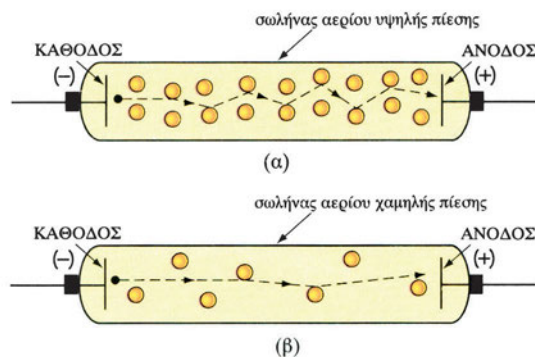 σωλήνας αερίου υψηλής πίεσης
ΚΑΘΟΔΟΣ
ΑΝΟΔΟΣ
(–)
(+)
(α)
σωλήνας αερίου χαμηλής πίεσης
ΚΑΘΟΔΟΣ
ΑΝΟΔΟΣ
(–)
(+)
(β)